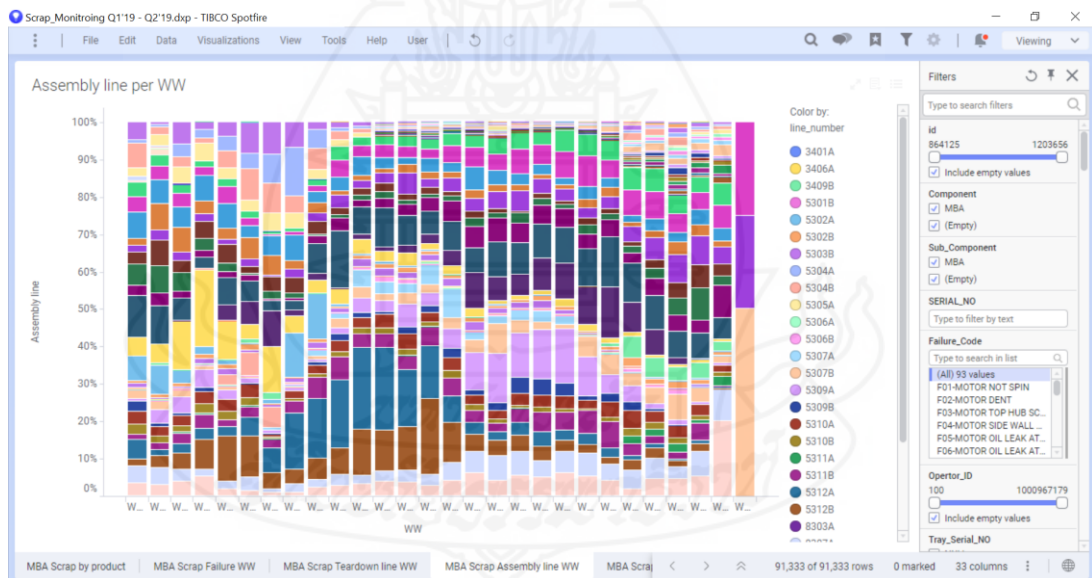 Scrap_Monitroing Q1'19 - Q2'19.dxp - TIBCO Spotfire
File Edit Data Visualizations View Tools Help User Viewing
Assembly line per WW
100%
90%
80%
70%
60%
50%
40%
30%
20%
10%
0%
Assembly line
W... W... W... W... W... W... W... W... W... W... W... W... W... W... W... W... W... W... W... W... W... W... W... W... W... W... W... W...
WW
Color by:
line_number
3401A
3406A
3409B
5301B
5302A
5302B
5303B
5304A
5304B
5305A
5306A
5306B
5307A
5307B
5309A
5309B
5310A
5310B
5311A
5311B
5312A
5312B
8303A
Filters
Type to search filters
id
864125 1203656
Include empty values
Component
MBA
(Empty)
Sub_Component
MBA
(Empty)
SERIAL_NO
Type to filter by text
Failure_Code
Type to search in list
(All) 93 values
F01-MOTOR NOT SPIN
F02-MOTOR DENT
F03-MOTOR TOP HUB SC...
F04-MOTOR SIDE WALL ...
F05-MOTOR OIL LEAK AT...
F06-MOTOR OIL LEAK AT...
Opertor_ID
100 1000967179
Include empty values
Tray_Serial_NO
MBA Scrap by product MBA Scrap Failure WW MBA Scrap Teardown line WW MBA Scrap Assembly line WW MBA Scrap 91,333 of 91,333 rows 0 marked 33 columns